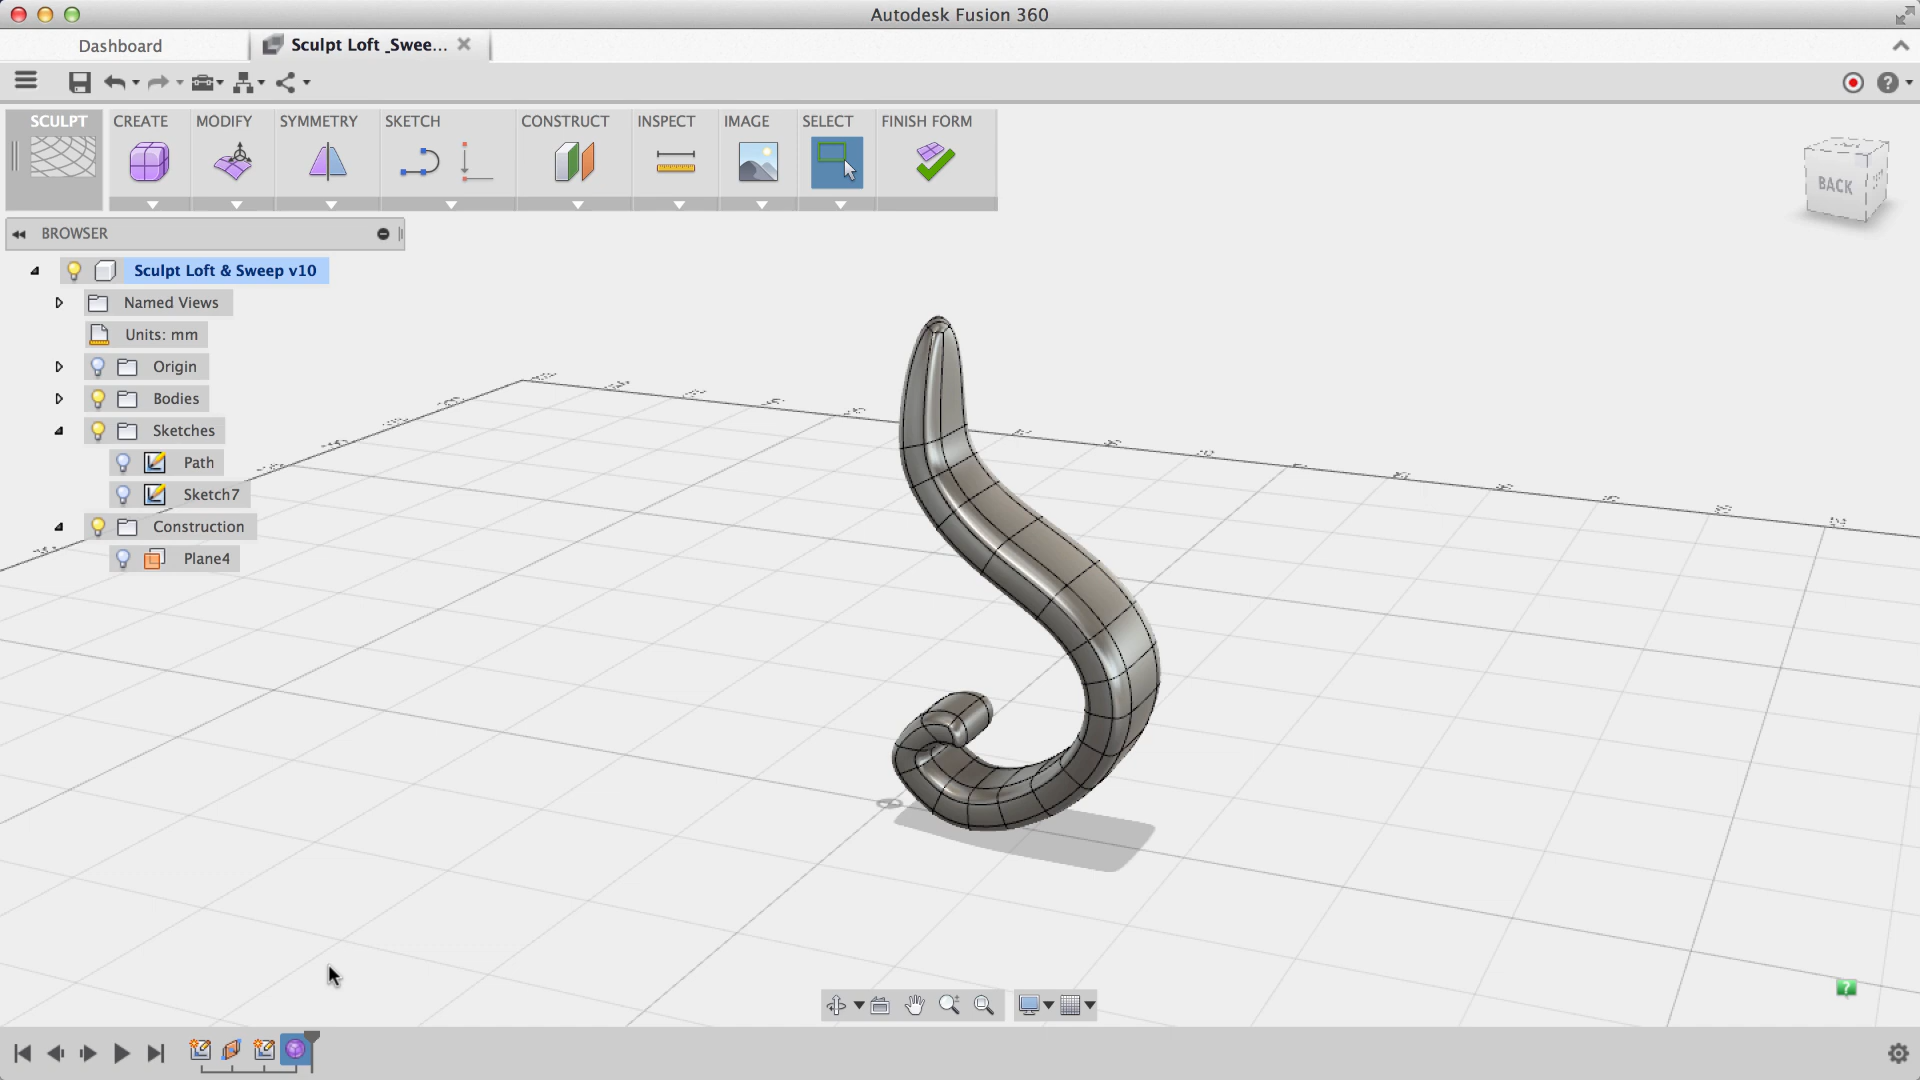 Autodesk Fusion 360
Dashboard
Sculpt Loft _Swee...
SCULPT
CREATE
MODIFY
SYMMETRY
SKETCH
CONSTRUCT
INSPECT
IMAGE
SELECT
FINISH FORM
BACK
BROWSER
Sculpt Loft & Sweep v10
Named Views
Units: mm
Origin
Bodies
Sketches
Path
Sketch7
Construction
Plane4